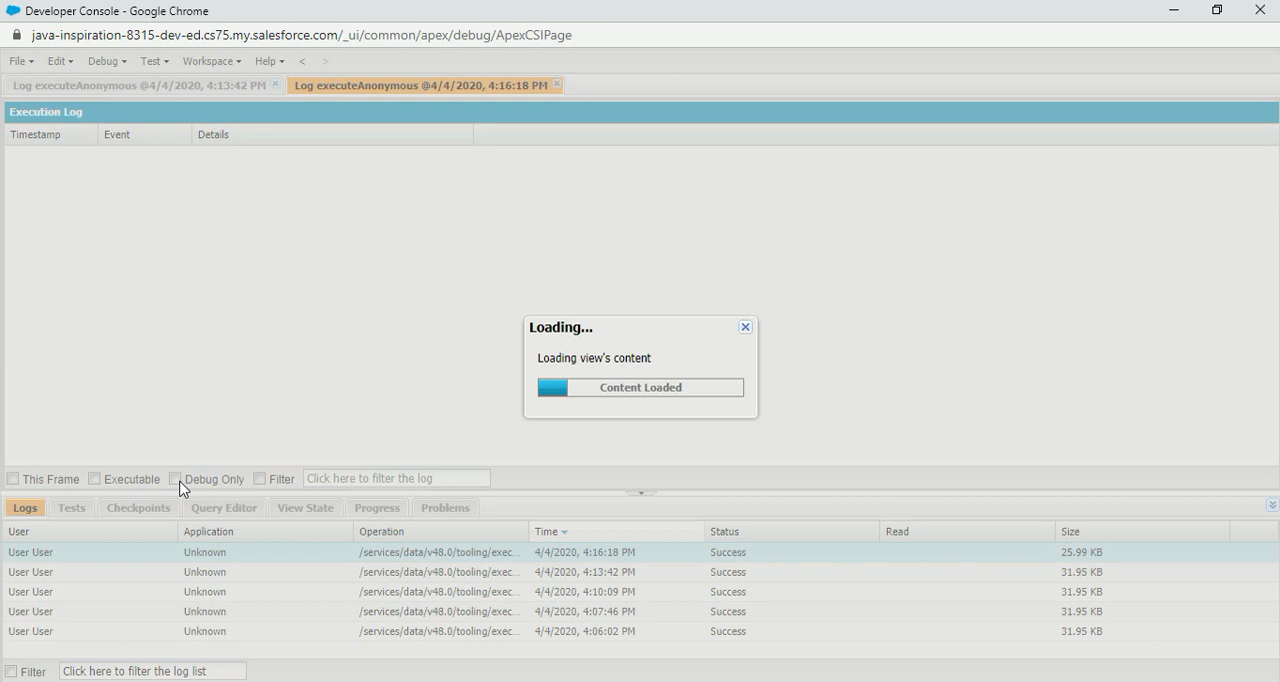 Developer Console - Google Chrome
java-inspiration-8315-dev-ed.cs75.my.salesforce.com/_ui/common/apex/debug/ApexCSIPage
File Edit Debug Test Workspace Help < >
Log executeAnonymous @4/4/2020, 4:13:42 PM Log executeAnonymous @4/4/2020, 4:16:18 PM
Execution Log
Timestamp Event Details
Loading...
Loading view's content
Content Loaded
This Frame Executable Debug Only Filter Click here to filter the log
Logs Tests Checkpoints Query Editor View State Progress Problems
User Application Operation Time Status Read Size
User User Unknown /services/data/v48.0/tooling/exec... 4/4/2020, 4:16:18 PM Success 25.99 KB
User User Unknown /services/data/v48.0/tooling/exec... 4/4/2020, 4:13:42 PM Success 31.95 KB
User User Unknown /services/data/v48.0/tooling/exec... 4/4/2020, 4:10:09 PM Success 31.95 KB
User User Unknown /services/data/v48.0/tooling/exec... 4/4/2020, 4:07:46 PM Success 31.95 KB
User User Unknown /services/data/v48.0/tooling/exec... 4/4/2020, 4:06:02 PM Success 31.95 KB
Filter Click here to filter the log list